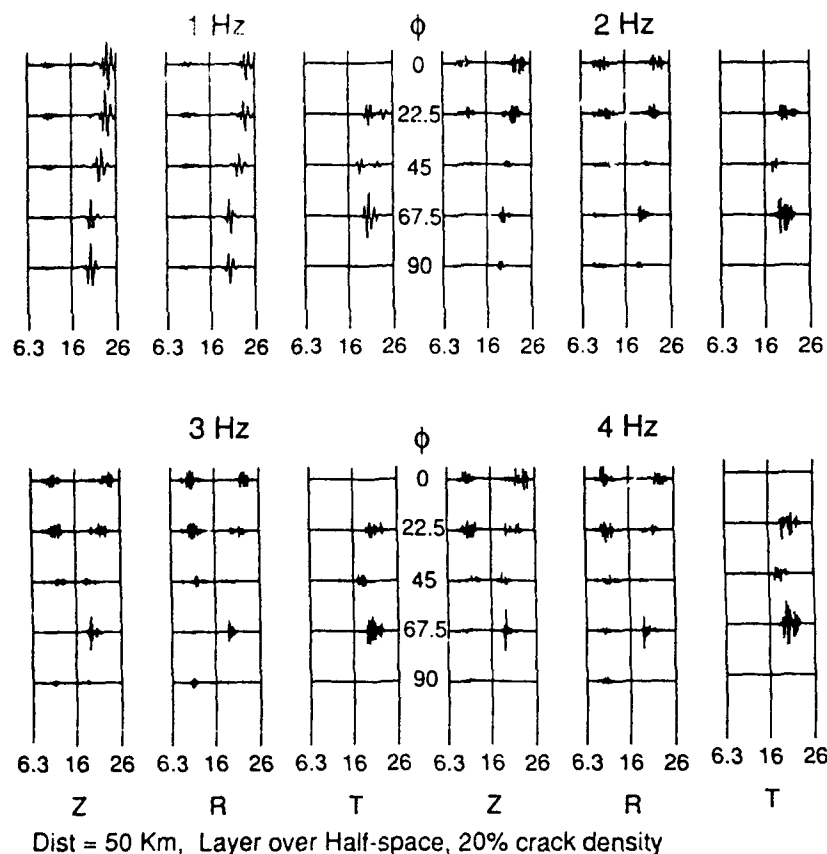 1 Hz ϕ 2 Hz
0
22.5
45
67.5
90
6.3 16 26 6.3 16 26 6.3 16 26 6.3 16 26 6.3 16 26 6.3 16 26
3 Hz ϕ 4 Hz
0
22.5
45
67.5
90
6.3 16 26 6.3 16 26 6.3 16 26 6.3 16 26 6.3 16 26 6.3 16 26
Z R T Z R T
Dist = 50 Km, Layer over Half-space, 20% crack density